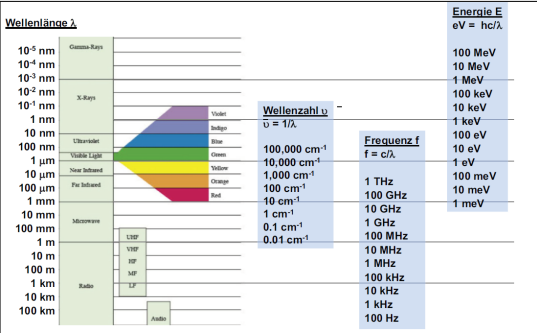 Wellenlänge λ
10⁻⁵ nm
10⁻⁴ nm
10⁻³ nm
10⁻² nm
10⁻¹ nm
1 nm
10 nm
100 nm
1 µm
10 µm
100 µm
1 mm
10 mm
100 mm
1 m
10 m
100 m
1 km
10 km
100 km
Gamma-Rays
X-Rays
Ultraviolet
Visible Light
Near Infrared
Far Infrared
Microwave
Radio
UHF
VHF
HF
MF
LF
Audio
Violet
Indigo
Blue
Green
Yellow
Orange
Red
Wellenzahl υ
υ̅ = 1/λ
100,000 cm⁻¹
10,000 cm⁻¹
1,000 cm⁻¹
100 cm⁻¹
10 cm⁻¹
1 cm⁻¹
0.1 cm⁻¹
0.01 cm⁻¹
Frequenz f
f = c/λ
1 THz
100 GHz
10 GHz
1 GHz
100 MHz
10 MHz
1 MHz
100 kHz
10 kHz
1 kHz
100 Hz
Energie E
eV = hc/λ
100 MeV
10 MeV
1 MeV
100 keV
10 keV
1 keV
100 eV
10 eV
1 eV
100 meV
10 meV
1 meV